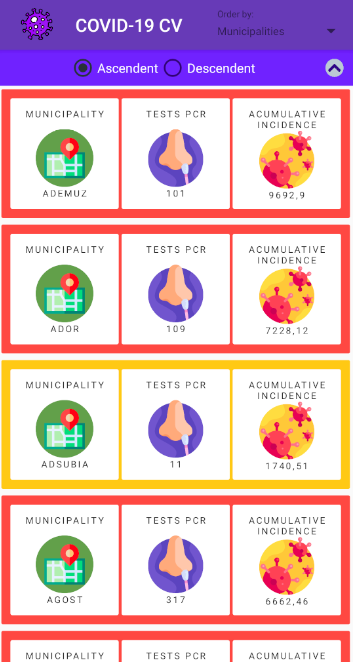 COVID-19 CV
Order by:
Municipalities
Ascendent
Descendent
MUNICIPALITY
ADEMUZ
TESTS PCR
101
ACUMULATIVE
INCIDENCE
9692,9
MUNICIPALITY
ADOR
TESTS PCR
109
ACUMULATIVE
INCIDENCE
7228,12
MUNICIPALITY
ADSUBIA
TESTS PCR
11
ACUMULATIVE
INCIDENCE
1740,51
MUNICIPALITY
AGOST
TESTS PCR
317
ACUMULATIVE
INCIDENCE
6662,46
MUNICIPALITY
TESTS PCR
ACUMULATIVE